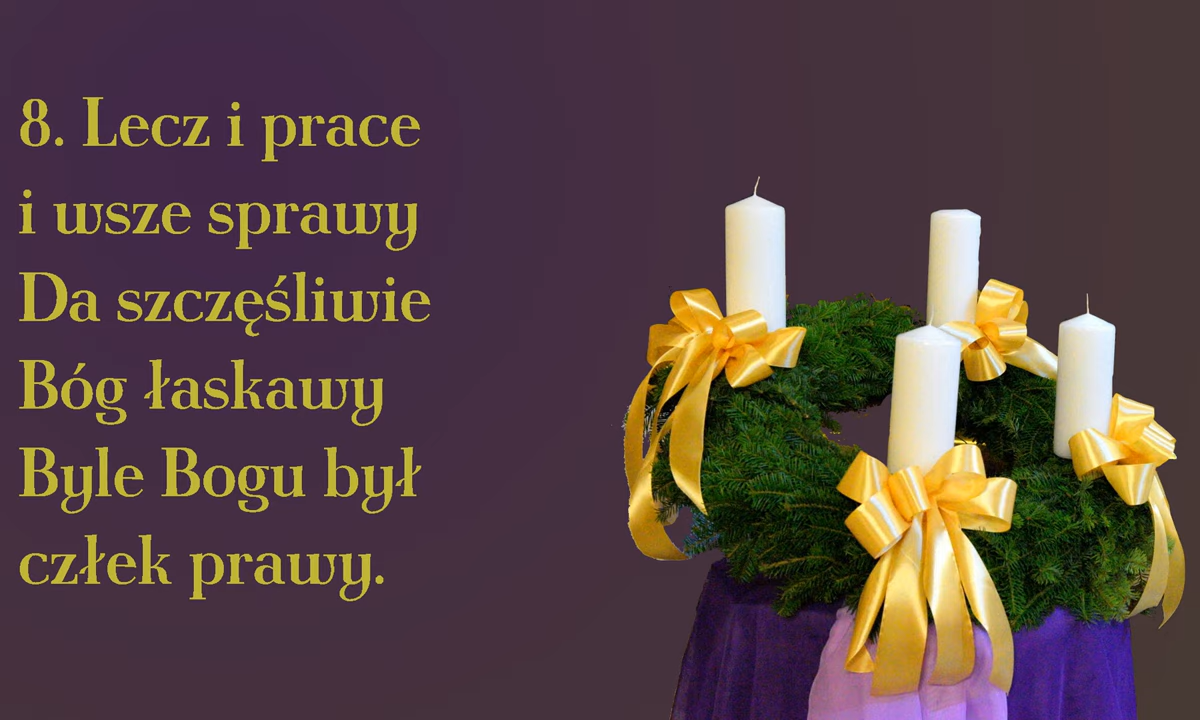 8. Lecz i prace
i wsze sprawy
Da szczęśliwie
Bóg łaskawy
Byle Bogu był
człek prawy.